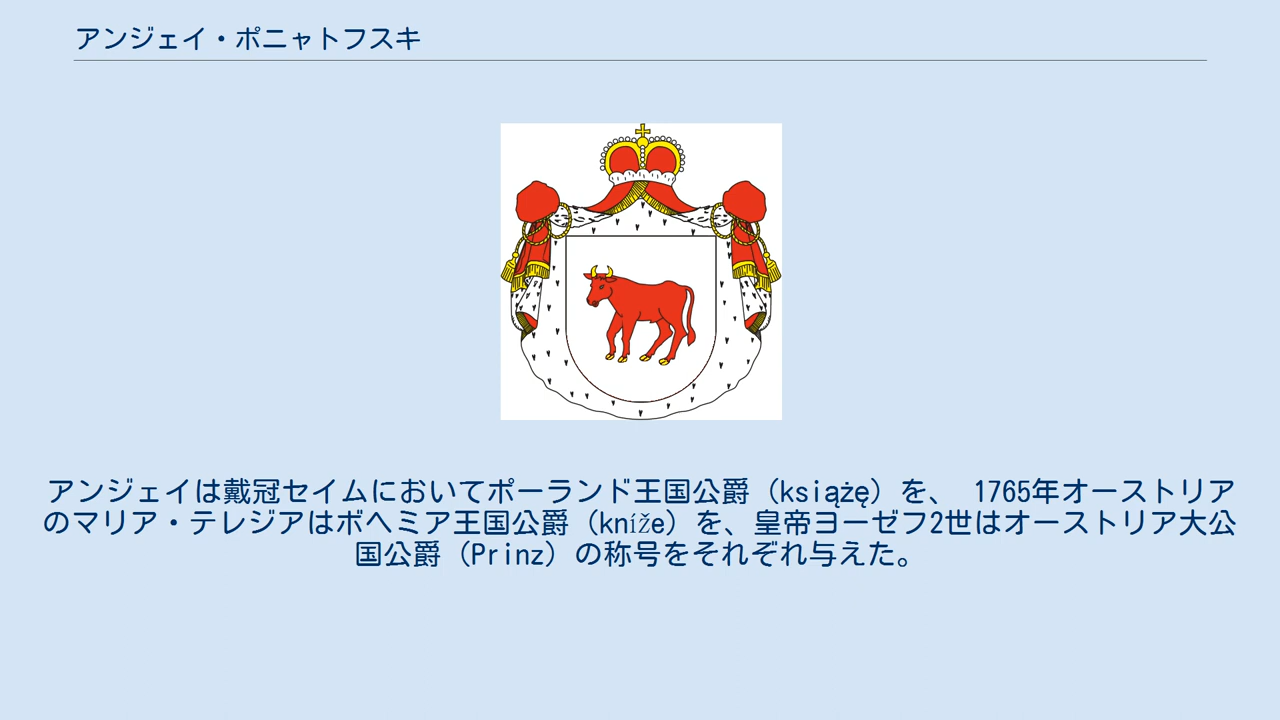 アンジェイ・ポニャトフスキ
アンジェイは戴冠セイムにおいてポーランド王国公爵（książę）を、 1765年オーストリア
のマリア・テレジアはボヘミア王国公爵（kníže）を、皇帝ヨーゼフ2世はオーストリア大公
国公爵（Prinz）の称号をそれぞれ与えた。